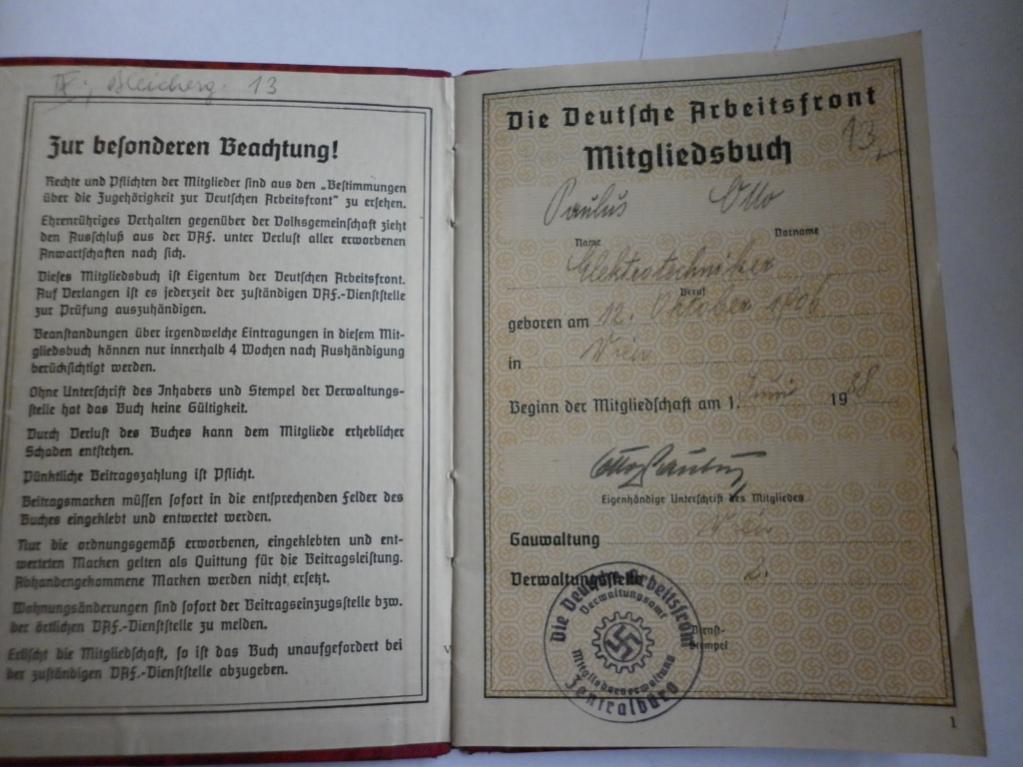 13
Zur besonderen Beachtung!
Rechte und Pflichten der Mitglieder sind aus den „Bestimmungen
über die Zugehörigkeit zur Deutschen Arbeitsfront“ zu ersehen.
Ehrenrühriges Verhalten gegenüber der Volksgemeinschaft zieht
den Ausschluß aus der DAF. unter Verlust aller erworbenen
Anwartschaften nach sich.
Dieses Mitgliedsbuch ist Eigentum der Deutschen Arbeitsfront.
Auf Verlangen ist es jederzeit der zuständigen DAF.-Dienststelle
zur Prüfung auszuhändigen.
Beanstandungen über irgendwelche Eintragungen in diesem Mit-
gliedsbuch können nur innerhalb 4 Wochen nach Aushändigung
berücksichtigt werden.
Ohne Unterschrift des Inhabers und Stempel der Verwaltungs-
stelle hat das Buch keine Gültigkeit.
Durch Verlust des Buches kann dem Mitgliede erheblicher
Schaden entstehen.
Pünktliche Beitragszahlung ist Pflicht.
Beitragsmarken müssen sofort in die entsprechenden Felder des
Buches eingeklebt und entwertet werden.
Nur die ordnungsgemäß erworbenen, eingeklebten und ent-
werteten Marken gelten als Quittung für die Beitragsleistung.
Abhandengekommene Marken werden nicht ersetzt.
Wohnungsänderungen sind sofort der Beitragseinzugsstelle bzw.
der örtlichen DAF.-Dienststelle zu melden.
Erlischt die Mitgliedschaft, so ist das Buch unaufgefordert bei
der zuständigen DAF.-Dienststelle abzugeben.
Die Deutsche Arbeitsfront
Mitgliedsbuch
13
Paulus Otto
Name Vorname
Elektrotechniker
Beruf
geboren am 12. Oktober 1906
in Wien
Beginn der Mitgliedschaft am 1. Juni 1938
Eigenhändige Unterschrift des Mitgliedes
Gauwaltung Wien
Verwaltungsstelle 2.
Dienst-
Stempel
Die Deutsche Arbeitsfront
Verwaltungsamt
Mitgliederverwaltung
Zentralbüro
1